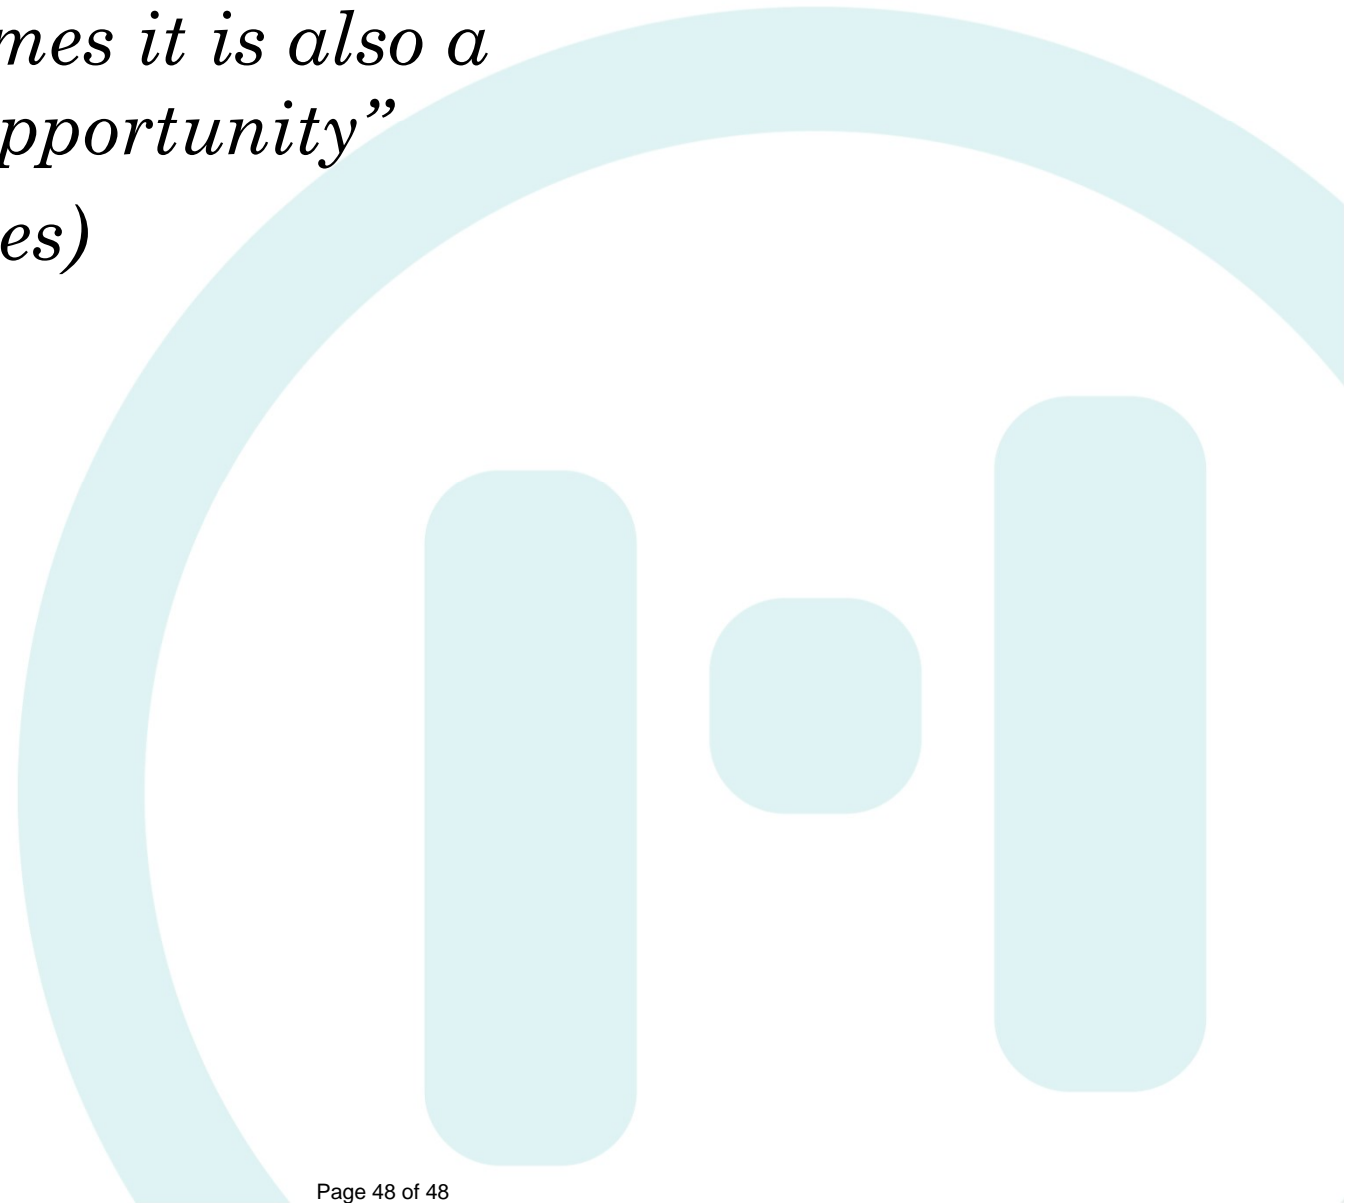 mes it is also a
pportunity”
es)
Page 48 of 48